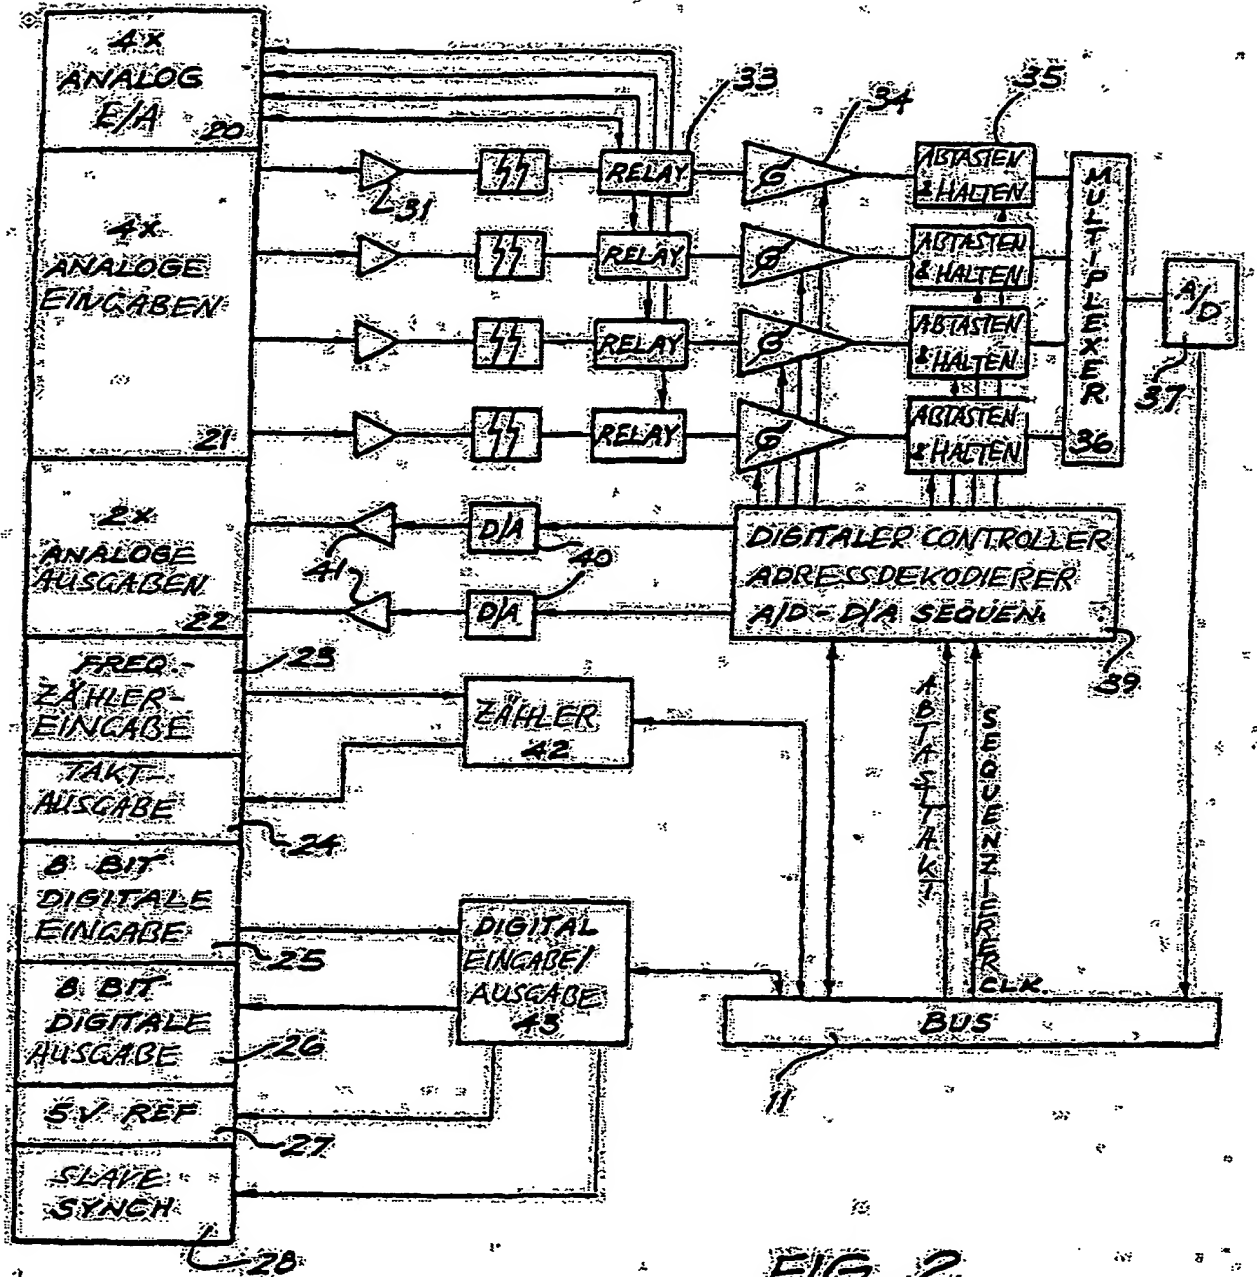 4x
ANALOG
E/A
20
4x
ANALOGE
EINGABEN
21
2x
ANALOGE
AUSGABEN
22
FREQ.-
ZÄHLER-
EINGABE
23
TAKT-
AUSGABE
24
8 BIT
DIGITALE
EINGABE
25
8 BIT
DIGITALE
AUSGABE
26
5V REF
27
SLAVE
SYNCH
28
31
RELAY
RELAY
RELAY
RELAY
33
G
G
G
G
34
ABTASTEN
& HALTEN
ABTASTEN
& HALTEN
ABTASTEN
& HALTEN
ABTASTEN
& HALTEN
35
MULTIPLEXER
36
A/D
37
D/A
D/A
40
41
DIGITALER CONTROLLER
ADRESSDEKODIERER
A/D - D/A SEQUEN.
39
ZÄHLER
42
DIGITAL
EINGABE/
AUSGABE
43
ABTASTTAKT
SEQUENZIERER
CLK.
BUS
11
FIG. 2